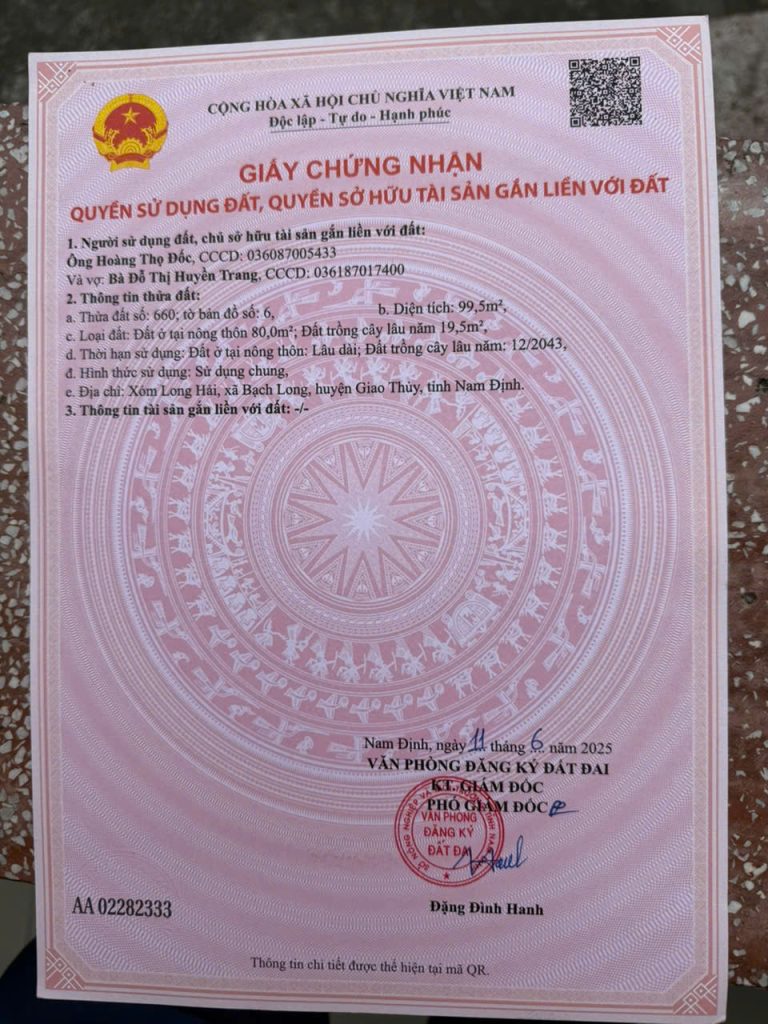 CỘNG HÒA XÃ HỘI CHỦ NGHĨA VIỆT NAM
Độc lập - Tự do - Hạnh phúc
GIẤY CHỨNG NHẬN
QUYỀN SỬ DỤNG ĐẤT, QUYỀN SỞ HỮU TÀI SẢN GẮN LIỀN VỚI ĐẤT
1. Người sử dụng đất, chủ sở hữu tài sản gắn liền với đất:
Ông Hoàng Thọ Đốc, CCCD: 036087005433
Và vợ: Bà Đỗ Thị Huyền Trang, CCCD: 036187017400
2. Thông tin thửa đất:
a. Thửa đất số: 660; tờ bản đồ số: 6, b. Diện tích: 99,5m²,
c. Loại đất: Đất ở tại nông thôn 80,0m²; Đất trồng cây lâu năm 19,5m²,
d. Thời hạn sử dụng: Đất ở tại nông thôn: Lâu dài; Đất trồng cây lâu năm: 12/2043,
đ. Hình thức sử dụng: Sử dụng chung,
e. Địa chỉ: Xóm Long Hải, xã Bạch Long, huyện Giao Thủy, tỉnh Nam Định.
3. Thông tin tài sản gắn liền với đất: -/-
Nam Định, ngày 11 tháng 6 năm 2025
VĂN PHÒNG ĐĂNG KÝ ĐẤT ĐAI
KT. GIÁM ĐỐC
PHÓ GIÁM ĐỐC
VĂN PHÒNG
ĐĂNG KÝ
ĐẤT ĐAI
Đặng Đình Hanh
AA 02282333
Thông tin chi tiết được thể hiện tại mã QR.